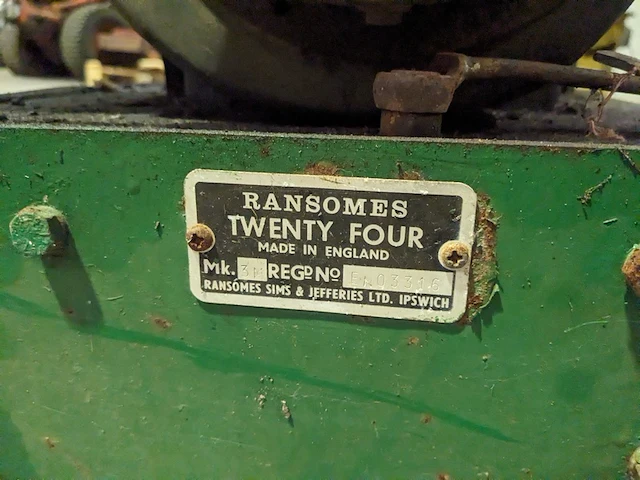 RANSOMES
TWENTY FOUR
MADE IN ENGLAND
Mk. REGD NO
RANSOMES SIMS & JEFFERIES LTD. IPSWICH